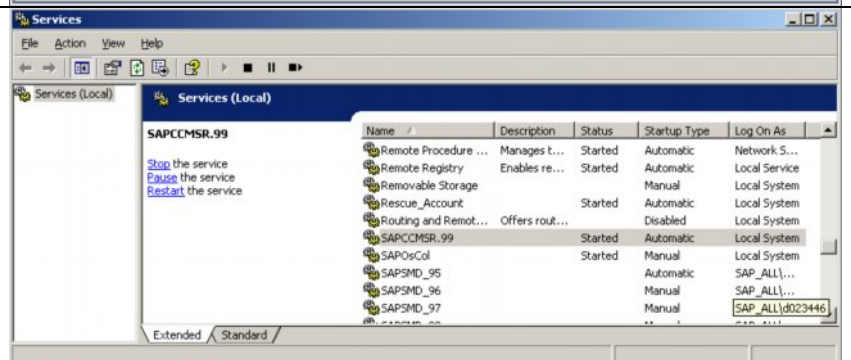 Services
File Action View Help
Services (Local)
Services (Local)
SAPCCMSR.99
Stop the service
Pause the service
Restart the service
Name Description Status Startup Type Log On As
Remote Procedure ... Manages t... Started Automatic Network S...
Remote Registry Enables re... Started Automatic Local Service
Removable Storage Manual Local System
Rescue_Account Started Automatic Local System
Routing and Remot... Offers rout... Disabled Local System
SAPCCMSR.99 Started Automatic Local System
SAPOsCol Started Manual Local System
SAPSMD_95 Automatic SAP_ALL\...
SAPSMD_96 Manual SAP_ALL\...
SAPSMD_97 Manual SAP_ALL\d023446
Extended Standard